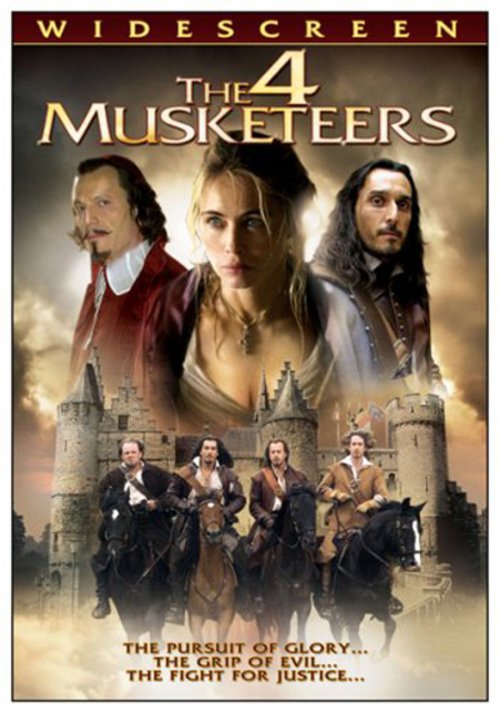 WIDESCREEN
THE 4
MUSKETEERS
THE PURSUIT OF GLORY...
THE GRIP OF EVIL...
THE FIGHT FOR JUSTICE...